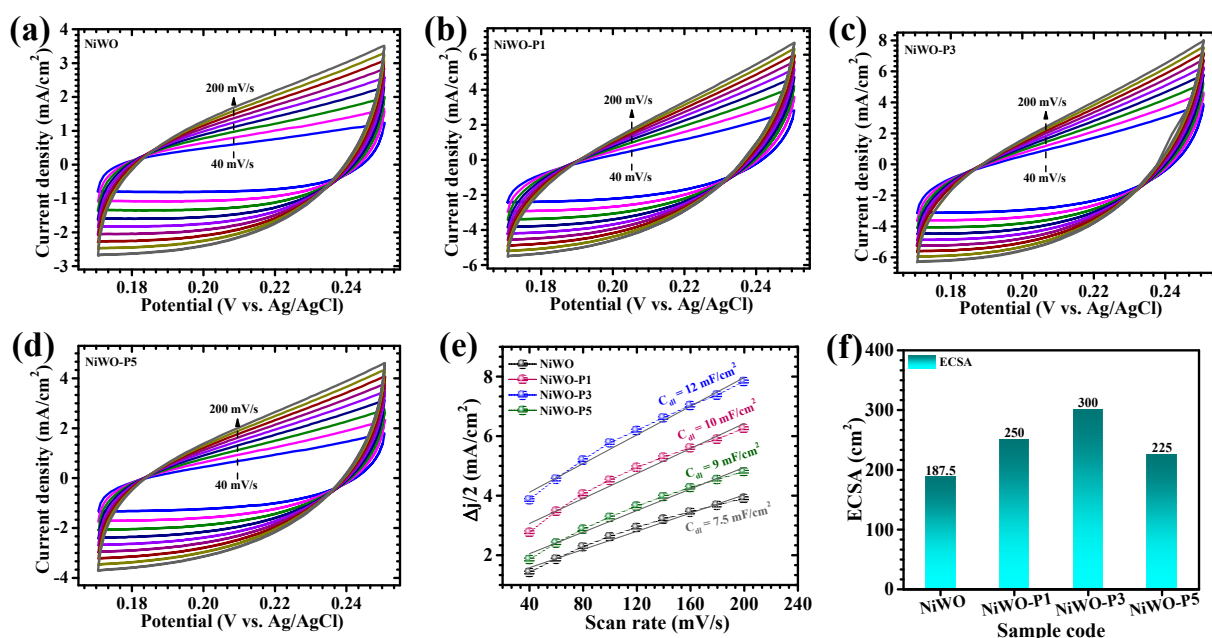 (a)
NiWO
200 mV/s
40 mV/s
Current density (mA/cm²)
4
3
2
1
0
-1
-2
-3
0.18
0.20
0.22
0.24
Potential (V vs. Ag/AgCl)
(b)
NiWO-P1
200 mV/s
40 mV/s
Current density (mA/cm²)
8
6
4
2
0
-2
-4
-6
0.18
0.20
0.22
0.24
Potential (V vs. Ag/AgCl)
(c)
NiWO-P3
200 mV/s
40 mV/s
Current density (mA/cm²)
8
6
4
2
0
-2
-4
-6
0.18
0.20
0.22
0.24
Potential (V vs. Ag/AgCl)
(d)
NiWO-P5
200 mV/s
40 mV/s
Current density (mA/cm²)
4
2
0
-2
-4
0.18
0.20
0.22
0.24
Potential (V vs. Ag/AgCl)
(e)
NiWO
NiWO-P1
NiWO-P3
NiWO-P5
C_dl = 12 mF/cm²
C_dl = 10 mF/cm²
C_dl = 9 mF/cm²
C_dl = 7.5 mF/cm²
Δj/2 (mA/cm²)
8
6
4
2
40
80
120
160
200
240
Scan rate (mV/s)
(f)
ECSA
ECSA (cm²)
400
300
200
100
0
187.5
250
300
225
NiWO
NiWO-P1
NiWO-P3
NiWO-P5
Sample code